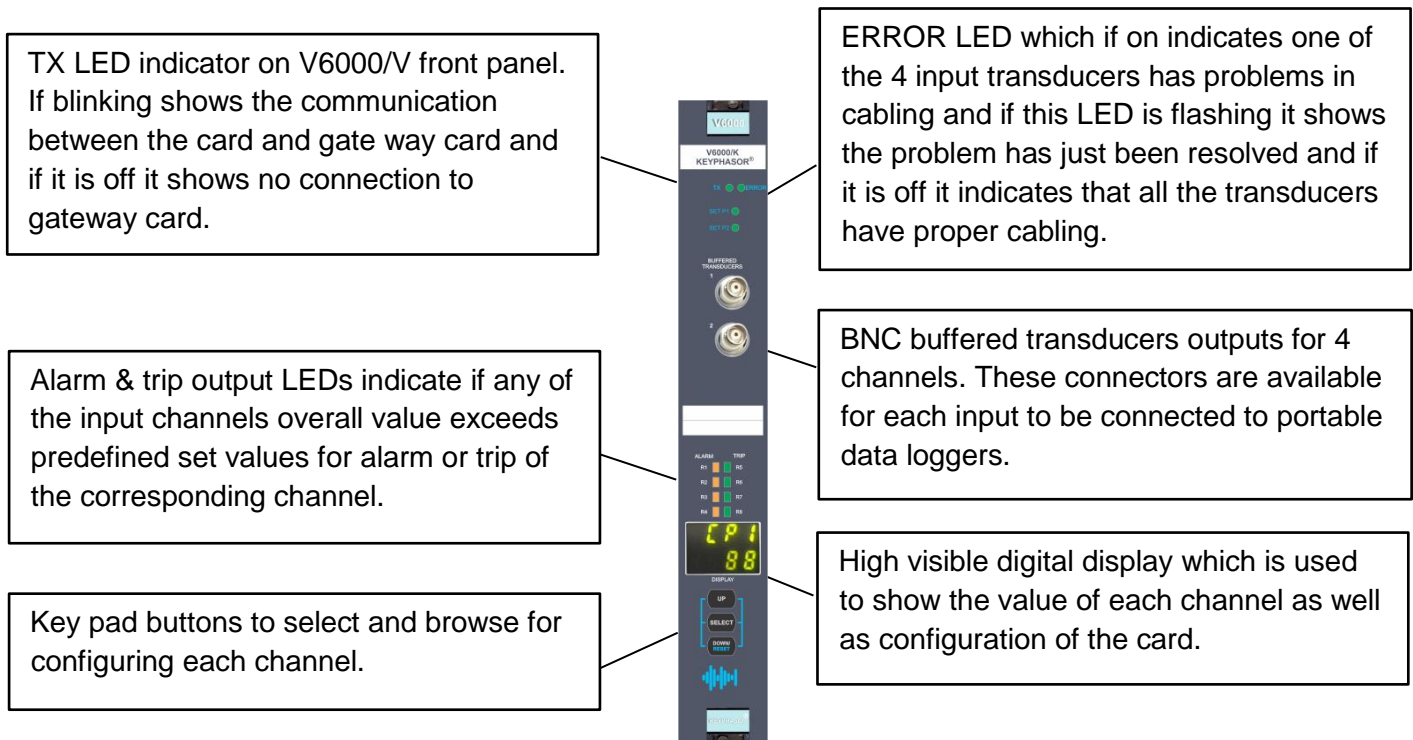 TX LED indicator on V6000/V front panel.
If blinking shows the communication
between the card and gate way card and
if it is off it shows no connection to
gateway card.
Alarm & trip output LEDs indicate if any of
the input channels overall value exceeds
predefined set values for alarm or trip of
the corresponding channel.
Key pad buttons to select and browse for
configuring each channel.
V6000
V6000/K
KEYPHASOR®
TX ERROR
SET P1
SET P2
BUFFERED
TRANSDUCERS
1
2
ALARM TRIP
R1 R5
R2 R6
R3 R7
R4 R8
CP1
88
DISPLAY
UP
SELECT
DOWN/
RESET
ERROR LED which if on indicates one of
the 4 input transducers has problems in
cabling and if this LED is flashing it shows
the problem has just been resolved and if
it is off it indicates that all the transducers
have proper cabling.
BNC buffered transducers outputs for 4
channels. These connectors are available
for each input to be connected to portable
data loggers.
High visible digital display which is used
to show the value of each channel as well
as configuration of the card.